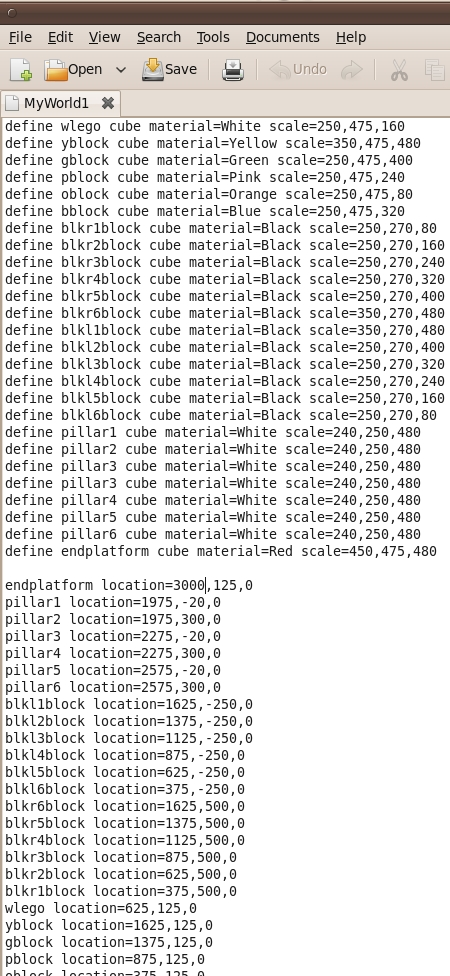 File Edit View Search Tools Documents Help
Open Save Undo
MyWorld1
define wlego cube material=White scale=250,475,160
define yblock cube material=Yellow scale=350,475,480
define gblock cube material=Green scale=250,475,400
define pblock cube material=Pink scale=250,475,240
define oblock cube material=Orange scale=250,475,80
define bblock cube material=Blue scale=250,475,320
define blkr1block cube material=Black scale=250,270,80
define blkr2block cube material=Black scale=250,270,160
define blkr3block cube material=Black scale=250,270,240
define blkr4block cube material=Black scale=250,270,320
define blkr5block cube material=Black scale=250,270,400
define blkr6block cube material=Black scale=350,270,480
define blkl1block cube material=Black scale=350,270,480
define blkl2block cube material=Black scale=250,270,400
define blkl3block cube material=Black scale=250,270,320
define blkl4block cube material=Black scale=250,270,240
define blkl5block cube material=Black scale=250,270,160
define blkl6block cube material=Black scale=250,270,80
define pillar1 cube material=White scale=240,250,480
define pillar2 cube material=White scale=240,250,480
define pillar3 cube material=White scale=240,250,480
define pillar3 cube material=White scale=240,250,480
define pillar4 cube material=White scale=240,250,480
define pillar5 cube material=White scale=240,250,480
define pillar6 cube material=White scale=240,250,480
define endplatform cube material=Red scale=450,475,480
endplatform location=3000,125,0
pillar1 location=1975,-20,0
pillar2 location=1975,300,0
pillar3 location=2275,-20,0
pillar4 location=2275,300,0
pillar5 location=2575,-20,0
pillar6 location=2575,300,0
blkl1block location=1625,-250,0
blkl2block location=1375,-250,0
blkl3block location=1125,-250,0
blkl4block location=875,-250,0
blkl5block location=625,-250,0
blkl6block location=375,-250,0
blkr6block location=1625,500,0
blkr5block location=1375,500,0
blkr4block location=1125,500,0
blkr3block location=875,500,0
blkr2block location=625,500,0
blkr1block location=375,500,0
wlego location=625,125,0
yblock location=1625,125,0
gblock location=1375,125,0
pblock location=875,125,0
oblock location=375,125,0